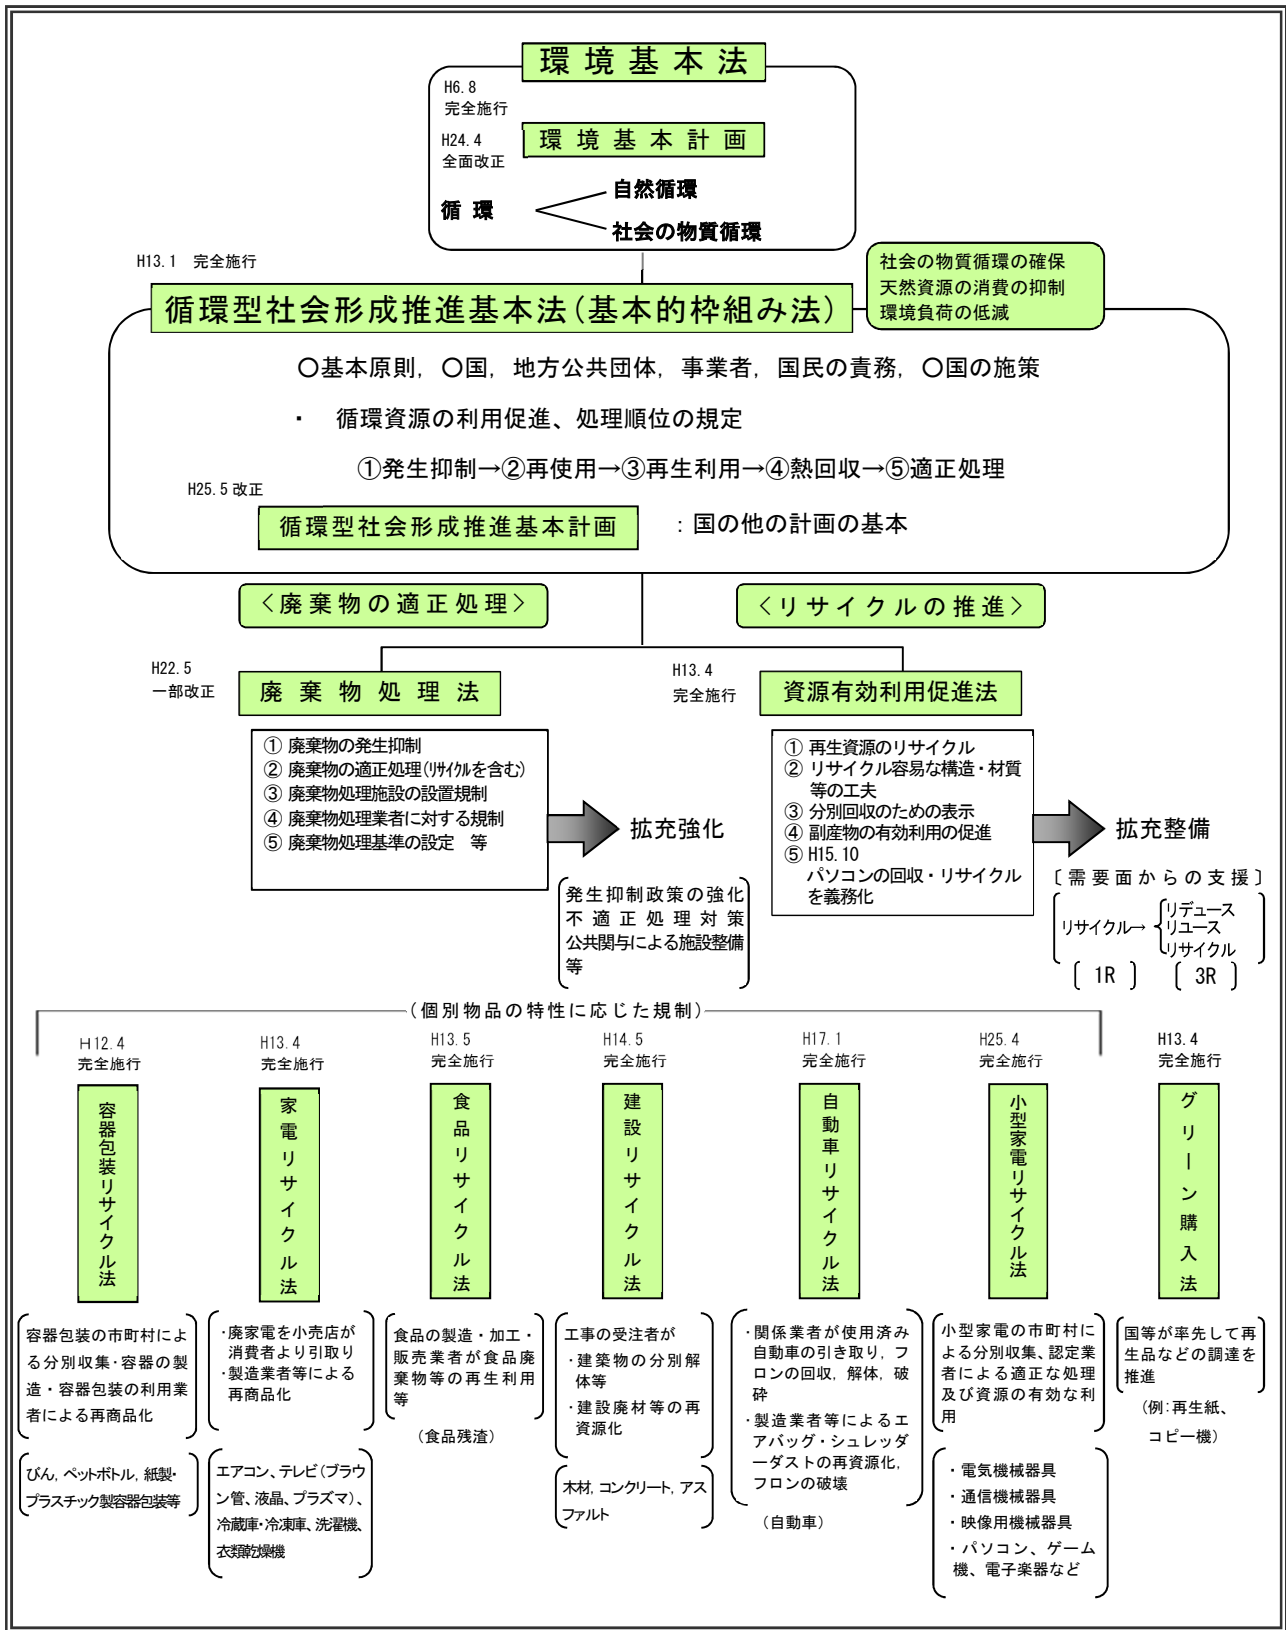 環境基本法
H6.8
完全施行
H24.4
全面改正
環境基本計画
循環
自然循環
社会の物質循環
H13.1 完全施行
循環型社会形成推進基本法(基本的枠組み法)
社会の物質循環の確保
天然資源の消費の抑制
環境負荷の低減
〇基本原則, 〇国, 地方公共団体, 事業者, 国民の責務, 〇国の施策
・ 循環資源の利用促進、処理順位の規定
①発生抑制→②再使用→③再生利用→④熱回収→⑤適正処理
H25.5 改正
循環型社会形成推進基本計画
:国の他の計画の基本
<廃棄物の適正処理>
<リサイクルの推進>
H22.5
一部改正
廃棄物処理法
H13.4
完全施行
資源有効利用促進法
① 廃棄物の発生抑制
② 廃棄物の適正処理(リサイクルを含む)
③ 廃棄物処理施設の設置規制
④ 廃棄物処理業者に対する規制
⑤ 廃棄物処理基準の設定 等
拡充強化
発生抑制政策の強化
不適正処理対策
公共関与による施設整備
等
① 再生資源のリサイクル
② リサイクル容易な構造・材質
等の工夫
③ 分別回収のための表示
④ 副産物の有効利用の促進
⑤ H15.10
パソコンの回収・リサイクル
を義務化
拡充整備
〔需要面からの支援〕
リサイクル→
リデュース
リユース
リサイクル
〔 1R 〕
〔 3R 〕
(個別物品の特性に応じた規制)
H12.4
完全施行
容器包装リサイクル法
容器包装の市町村によ
る分別収集・容器の製
造・容器包装の利用業
者による再商品化
びん, ペットボトル, 紙製・
プラスチック製容器包装等
H13.4
完全施行
家電リサイクル法
・廃家電を小売店が
消費者より引取り
・製造業者等による
再商品化
エアコン、テレビ(ブラウ
ン管、液晶、プラズマ)、
冷蔵庫・冷凍庫、洗濯機、
衣類乾燥機
H13.5
完全施行
食品リサイクル法
食品の製造・加工・
販売業者が食品廃
棄物等の再生利用
等
(食品残渣)
H14.5
完全施行
建設リサイクル法
工事の受注者が
・建築物の分別解
体等
・建設廃材等の再
資源化
木材, コンクリート, アス
ファルト
H17.1
完全施行
自動車リサイクル法
・関係業者が使用済み
自動車の引き取り, フ
ロンの回収, 解体, 破
砕
・製造業者等によるエ
アバッグ・シュレッダ
ーダストの再資源化,
フロンの破壊
(自動車)
H25.4
完全施行
小型家電リサイクル法
小型家電の市町村に
よる分別収集、認定業
者による適正な処理
及び資源の有効な利
用
・電気機械器具
・通信機械器具
・映像用機械器具
・パソコン、ゲーム
機、電子楽器など
H13.4
完全施行
グリーン購入法
国等が率先して再
生品などの調達を
推進
(例:再生紙、
コピー機)